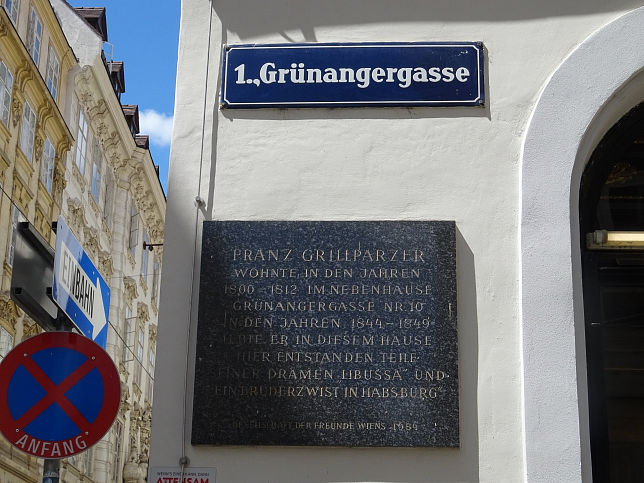 1., Grünangergasse
FRANZ GRILLPARZER
WOHNTE IN DEN JAHREN
1800-1812 IM NEBENHAUSE
GRÜNANGERGASSE NR 10
IN DEN JAHREN 1844-1849
LEBTE ER IN DIESEM HAUSE
HIER ENTSTANDEN TEILE
SEINER DRAMEN "LIBUSSA" UND
"EIN BRUDERZWIST IN HABSBURG"
GESELLSCHAFT DER FREUNDE WIENS
EINBAHN
ANFANG
ATTENSAM